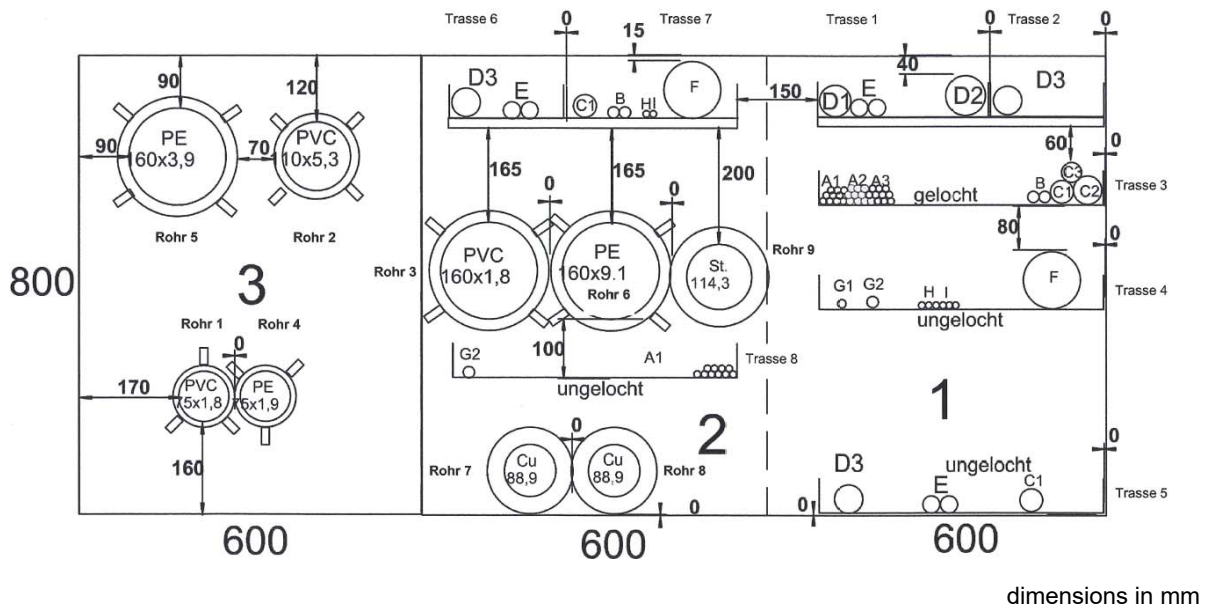 Trasse 6
0
Trasse 7
Trasse 1
0
Trasse 2
0
15
40
90
120
D3
E
C1
B
HI
F
150
D1
E
D2
D3
PE
160x3,9
PVC
110x5,3
90
70
165
165
200
60
0
A1
A2
A3
B
C1
C3
C2
Trasse 3
gelocht
Rohr 5
Rohr 2
0
0
80
0
800
3
Rohr 3
PVC
160x1,8
PE
160x9.1
Rohr 6
St.
114,3
Rohr 9
G1
G2
H I
F
Trasse 4
ungelocht
Rohr 1
Rohr 4
0
100
G2
A1
Trasse 8
ungelocht
170
PVC
75x1,8
PE
75x1,9
1
2
0
0
160
Rohr 7
Cu
88,9
Cu
88,9
Rohr 8
D3
E
ungelocht
C1
Trasse 5
0
0
600
600
600
dimensions in mm